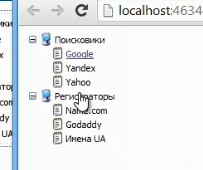 localhost:4634
Поисковики
Google
Yandex
Yahoo
Регистраторы
Name.com
Godaddy
Имена UA